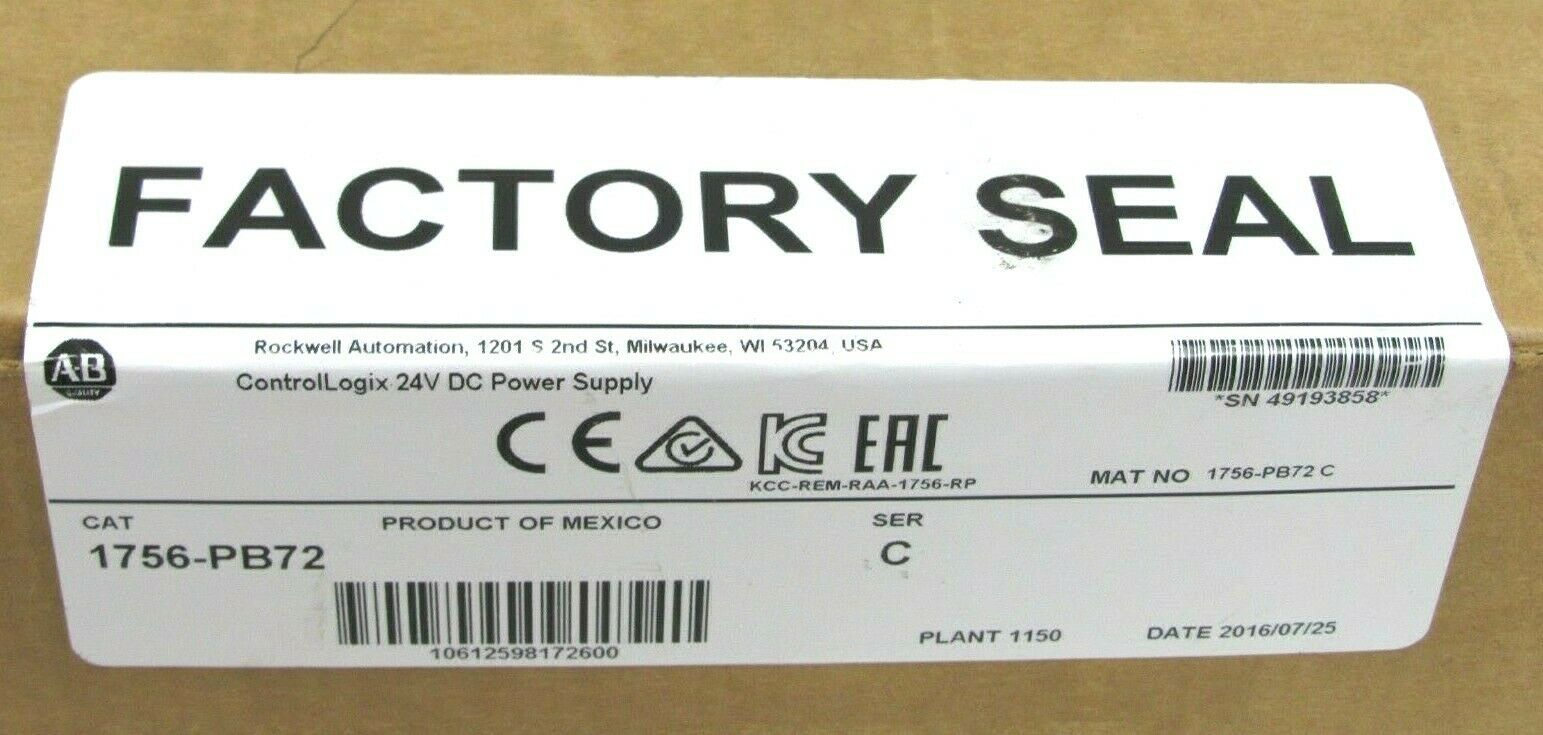 FACTORY SEAL
A-B
QUALITY
Rockwell Automation, 1201 S 2nd St, Milwaukee, WI 53204, USA
ControlLogix 24V DC Power Supply
*SN 49193858*
CE KC EAC
KCC-REM-RAA-1756-RP
MAT NO 1756-PB72 C
CAT PRODUCT OF MEXICO SER
1756-PB72 C
10612598172600
PLANT 1150 DATE 2016/07/25